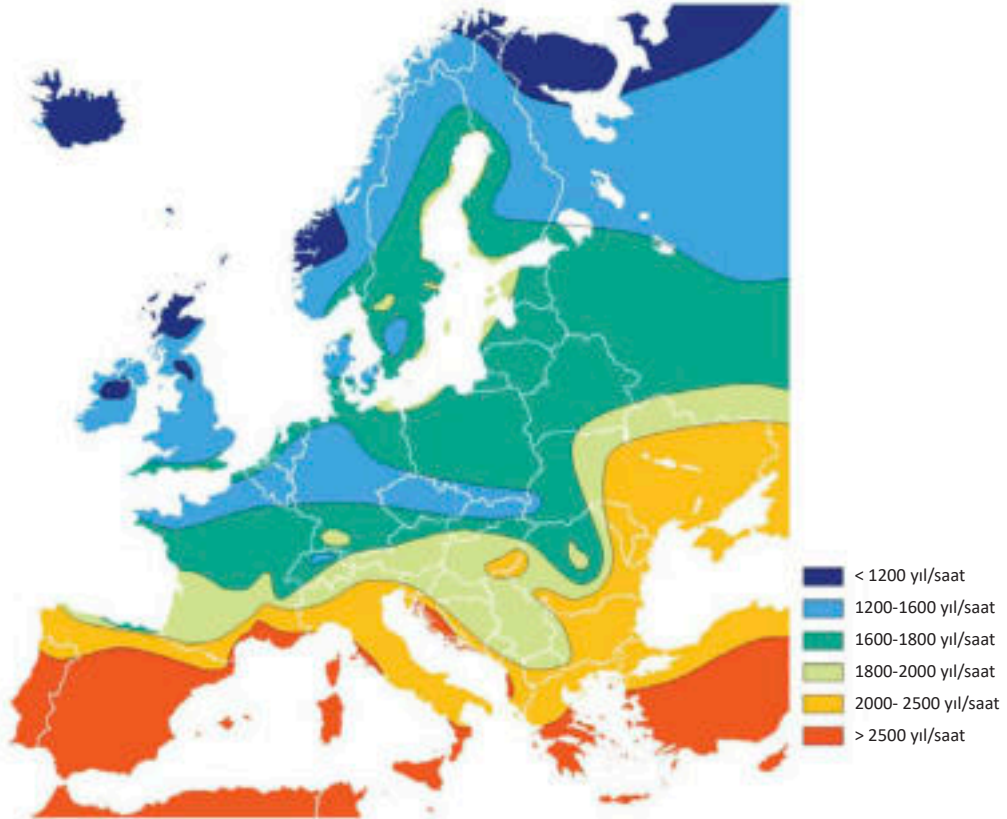 < 1200 yıl/saat
1200-1600 yıl/saat
1600-1800 yıl/saat
1800-2000 yıl/saat
2000- 2500 yıl/saat
> 2500 yıl/saat